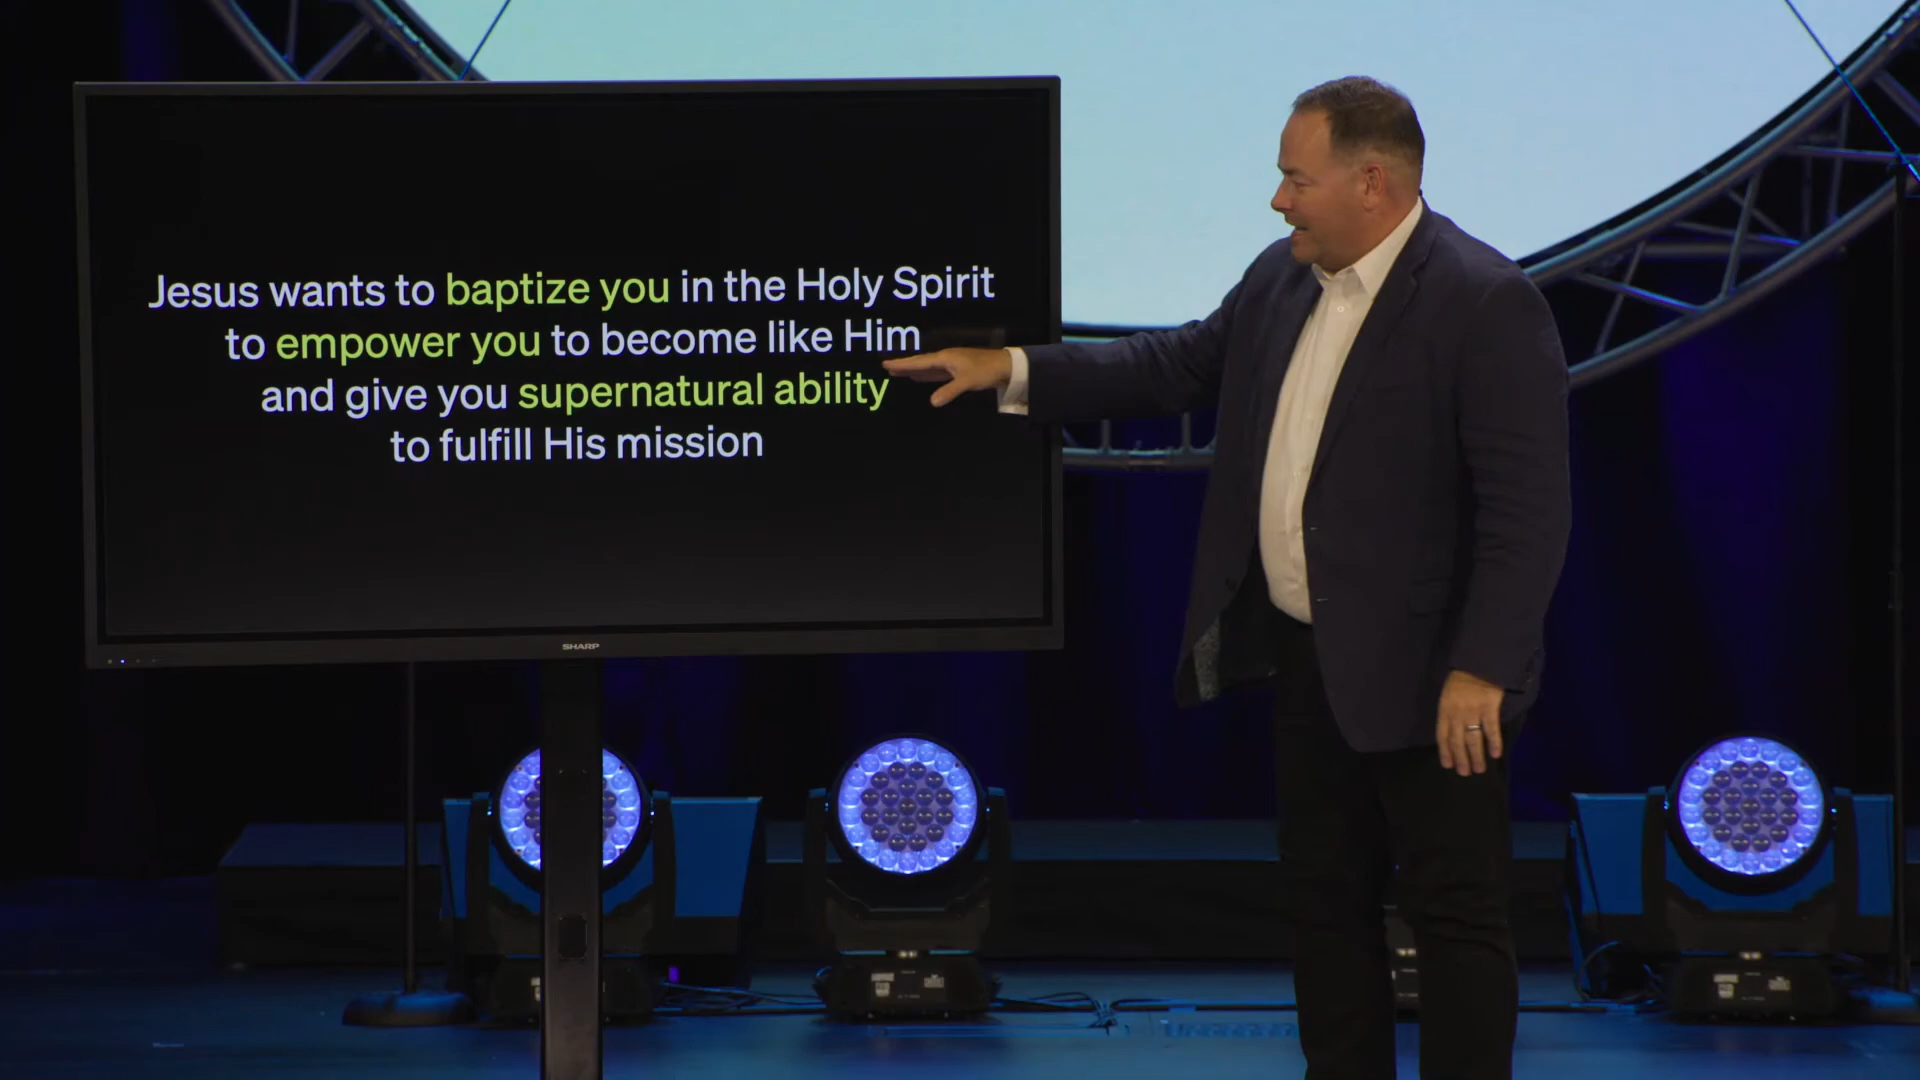 Jesus wants to baptize you in the Holy Spirit
to empower you to become like Him
and give you supernatural ability
to fulfill His mission
SHARP